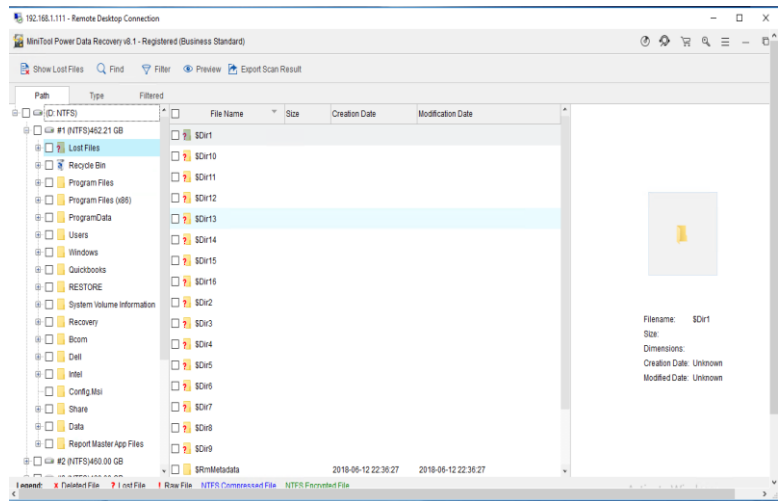 192.168.1.111 - Remote Desktop Connection
MiniTool Power Data Recovery v8.1 - Registered (Business Standard)
Show Lost Files Find Filter Preview Export Scan Result
Path Type Filtered
(D: NTFS)
#1 (NTFS)462.21 GB
Lost Files
Recycle Bin
Program Files
Program Files (x86)
ProgramData
Users
Windows
Quickbooks
RESTORE
System Volume Information
Recovery
Bcom
Dell
Intel
Config.Msi
Share
Data
Report Master App Files
#2 (NTFS)460.00 GB
File Name Size Creation Date Modification Date
$Dir1
$Dir10
$Dir11
$Dir12
$Dir13
$Dir14
$Dir15
$Dir16
$Dir2
$Dir3
$Dir4
$Dir5
$Dir6
$Dir7
$Dir8
$Dir9
$RmMetadata 2018-06-12 22:36:27 2018-06-12 22:36:27
Filename: $Dir1
Size:
Dimensions:
Creation Date: Unknown
Modified Date: Unknown
Legend: X Deleted File ? Lost File ! Raw File NTFS Compressed File NTFS Encrypted File